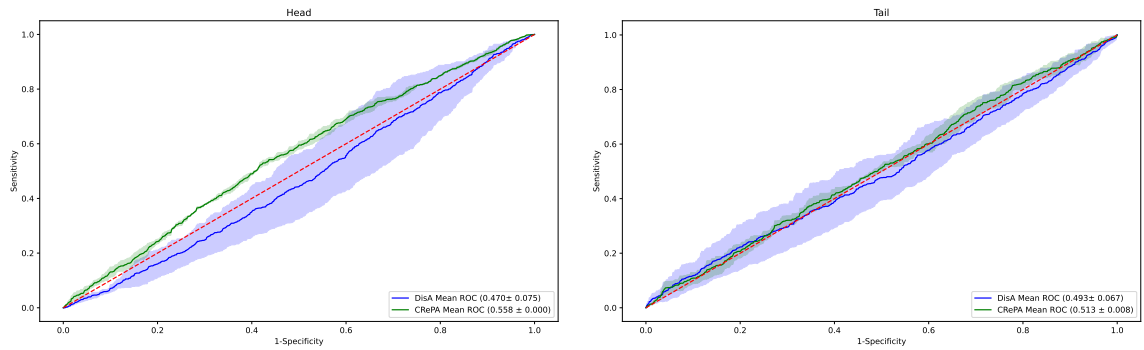 Head
1.0
0.8
0.6
0.4
0.2
0.0
Sensitivity
0.0 0.2 0.4 0.6 0.8 1.0
1-Specificity
DisA Mean ROC (0.470± 0.075)
CRePA Mean ROC (0.558 ± 0.000)
Tail
1.0
0.8
0.6
0.4
0.2
0.0
Sensitivity
0.0 0.2 0.4 0.6 0.8 1.0
1-Specificity
DisA Mean ROC (0.493± 0.067)
CRePA Mean ROC (0.513 ± 0.008)